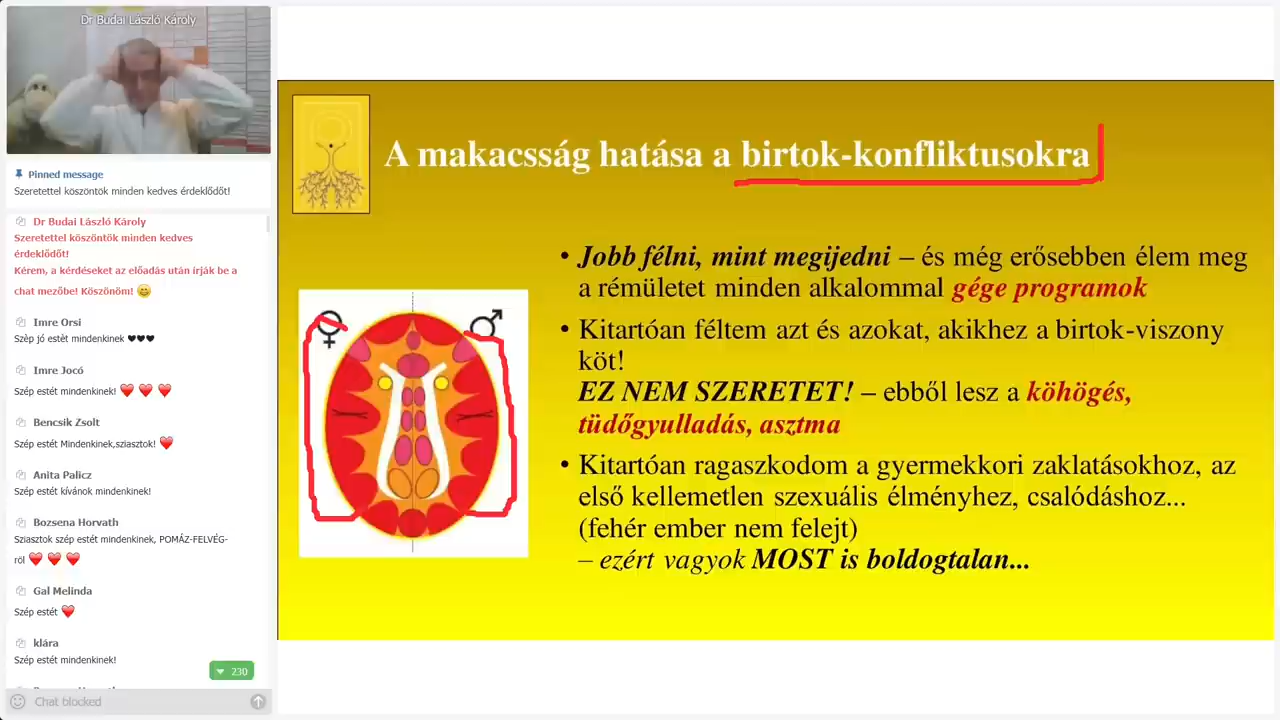 Dr Budai László Károly
Pinned message
Szeretettel köszöntök minden kedves érdeklődőt!
Dr Budai László Károly
Szeretettel köszöntök minden kedves
érdeklődőt!
Kérem, a kérdéseket az előadás után írják be a
chat mezőbe! Köszönöm! 😄
Imre Orsi
Szèp jó estèt mindenkinek ♥♥♥
Imre Jocó
Szép estét mindenkinek! ❤️ ❤️ ❤️
Bencsík Zsolt
Szép estét Mindenkinek,sziasztok! ❤️
Anita Palicz
Szép estét kívánok mindenkinek!
Bozsena Horvath
Sziasztok szép estét mindenkinek, POMÁZ-FELVÉG-
ről ❤️ ❤️ ❤️
Gal Melinda
Szép estét ❤️
klára
Szép estét mindenkinek!
230
Chat blocked
A makacsság hatása a birtok-konfliktusokra
• Jobb félni, mint megijedni – és még erősebben élem meg
a rémületet minden alkalommal gége programok
• Kitartóan féltem azt és azokat, akikhez a birtok-viszony
köt!
EZ NEM SZERETET! – ebből lesz a köhögés,
tüdőgyulladás, asztma
• Kitartóan ragaszkodom a gyermekkori zaklatásokhoz, az
első kellemetlen szexuális élményhez, csalódáshoz...
(fehér ember nem felejt)
– ezért vagyok MOST is boldogtalan...